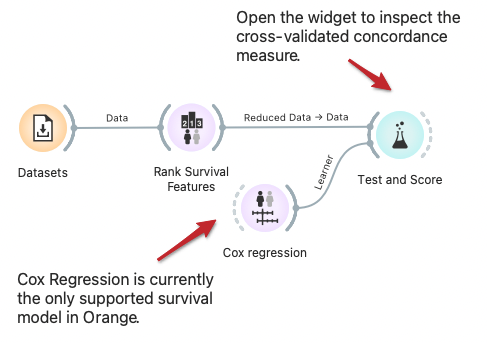 Open the widget to inspect the
cross-validated concordance
measure.
Data
Reduced Data → Data
213
Datasets
Rank Survival
Features
Learner
Test and Score
Cox regression
Cox Regression is currently
the only supported survival
model in Orange.